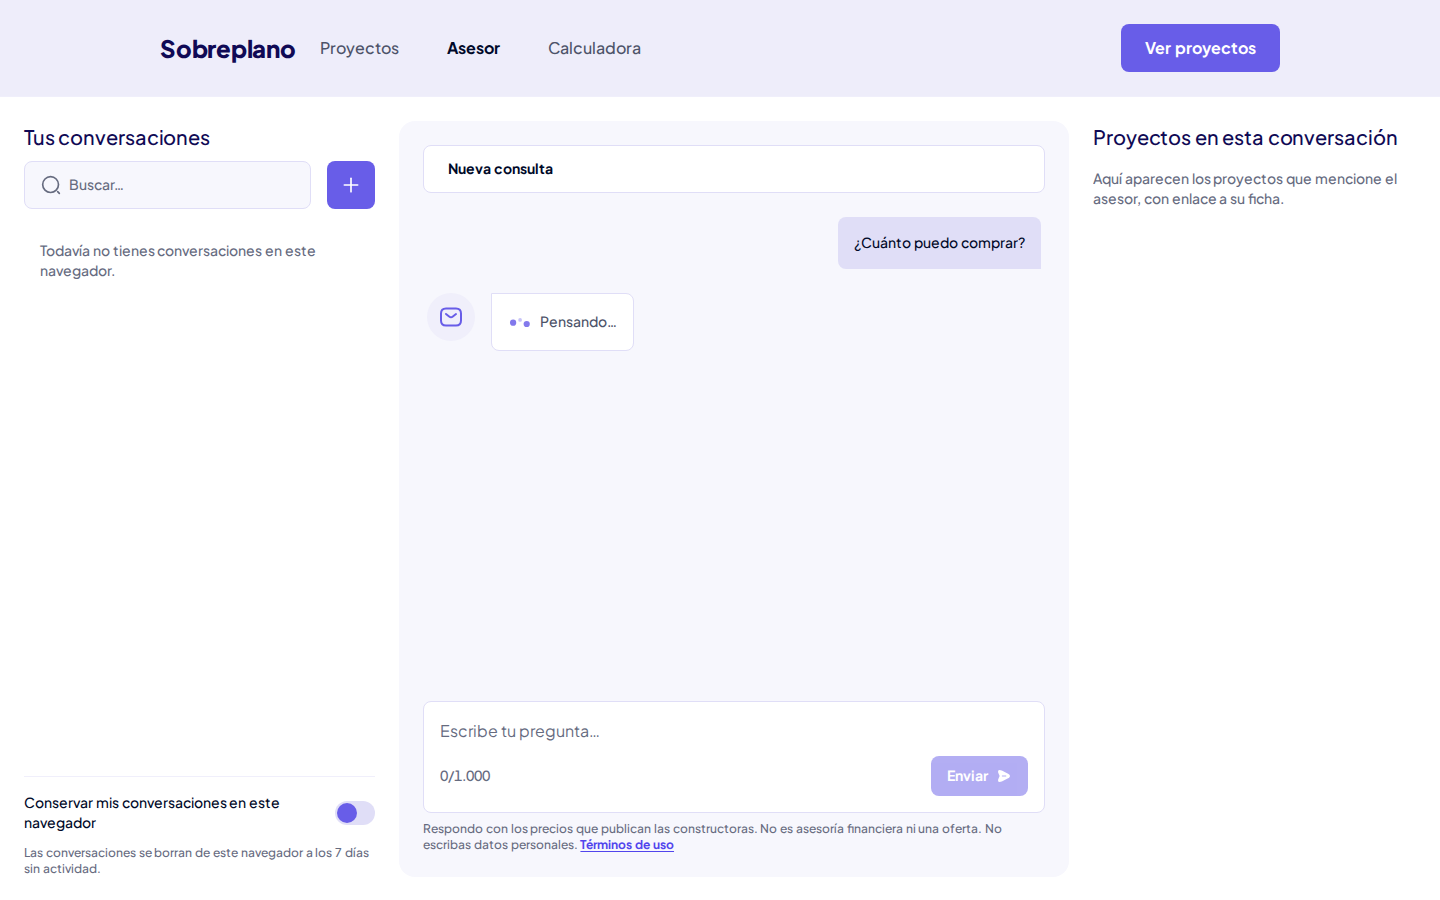 Sobreplano
Proyectos
Asesor
Calculadora
Ver proyectos
Tus conversaciones
Buscar...
Todavía no tienes conversaciones en este
navegador.
Conservar mis conversaciones en este
navegador
Las conversaciones se borran de este navegador a los 7 días
sin actividad.
Nueva consulta
¿Cuánto puedo comprar?
Pensando...
Escribe tu pregunta...
0/1.000
Enviar
Respondo con los precios que publican las constructoras. No es asesoría financiera ni una oferta. No
escribas datos personales. Términos de uso
Proyectos en esta conversación
Aquí aparecen los proyectos que mencione el
asesor, con enlace a su ficha.